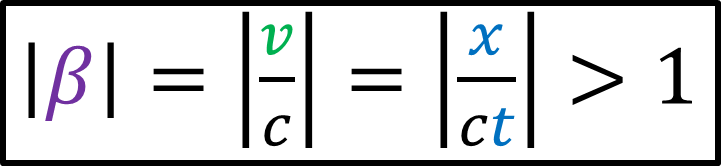 |β| = |v/c| = |x/ct| > 1